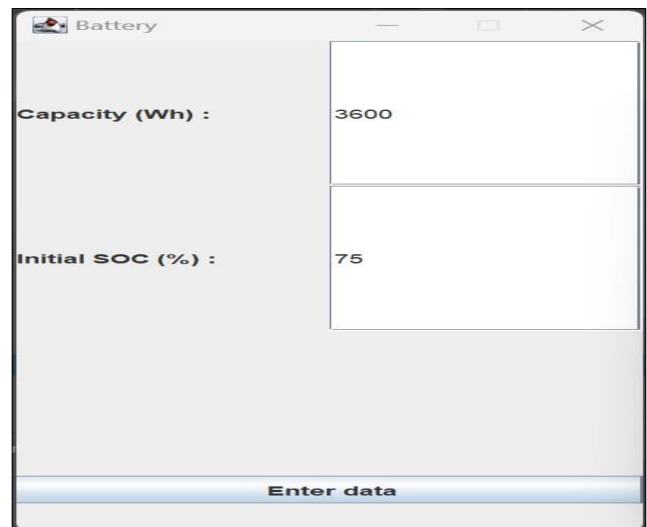 Battery
Capacity (Wh) : 3600
Initial SOC (%) : 75
Enter data